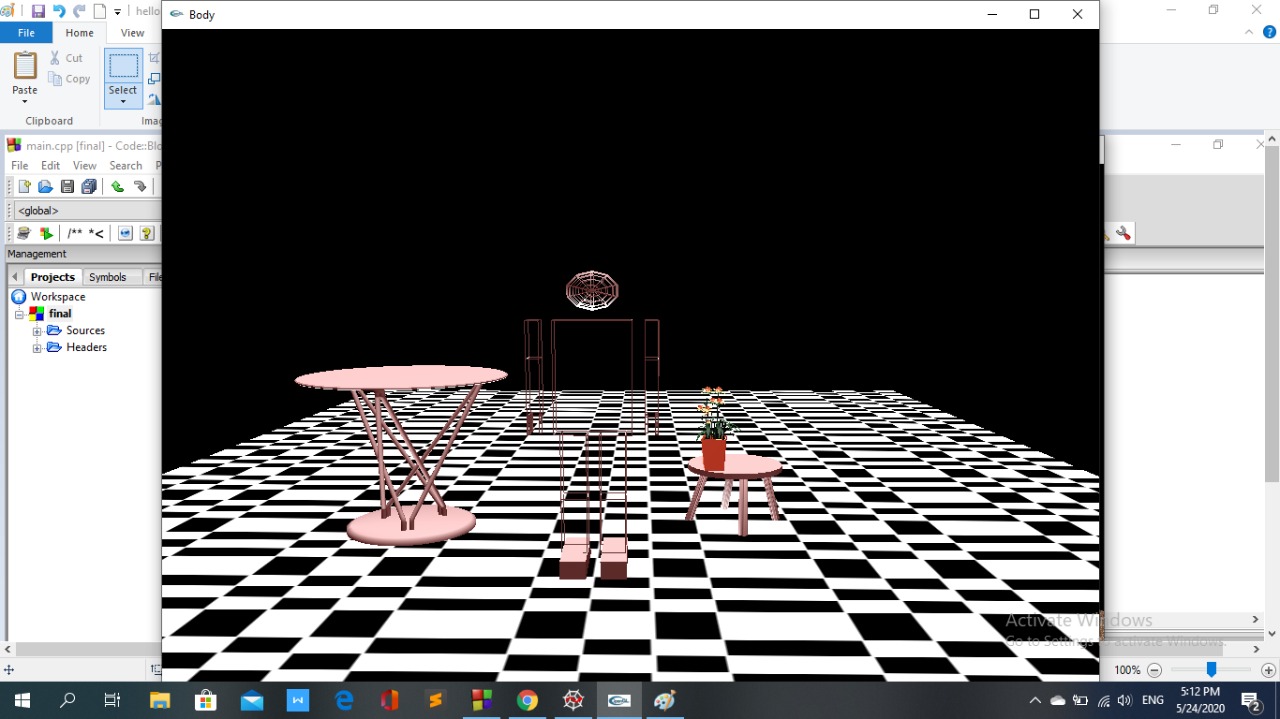 hello
Body
File
Home
View
Cut
Copy
Paste
Select
Clipboard
main.cpp [final] - Code::Blo
File Edit View Search P
<global>
/** *<
Management
Projects
Symbols
File
Workspace
final
Sources
Headers
Activate Windows
Go to Settings to activate Windows.
100%
ENG
5:12 PM
5/24/2020
2